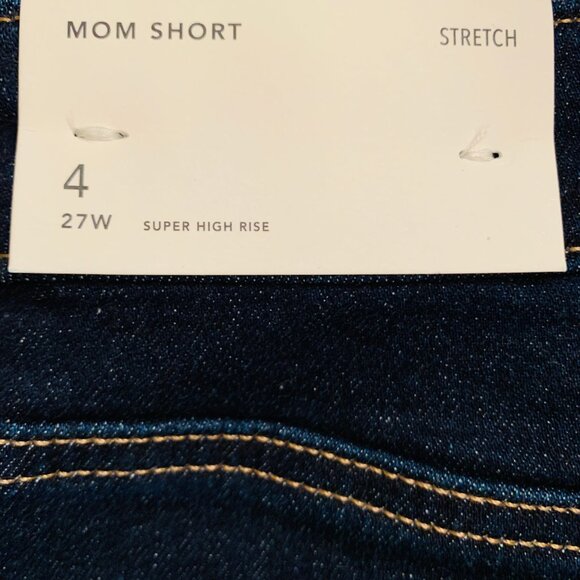 MOM SHORT STRETCH
4
27W SUPER HIGH RISE